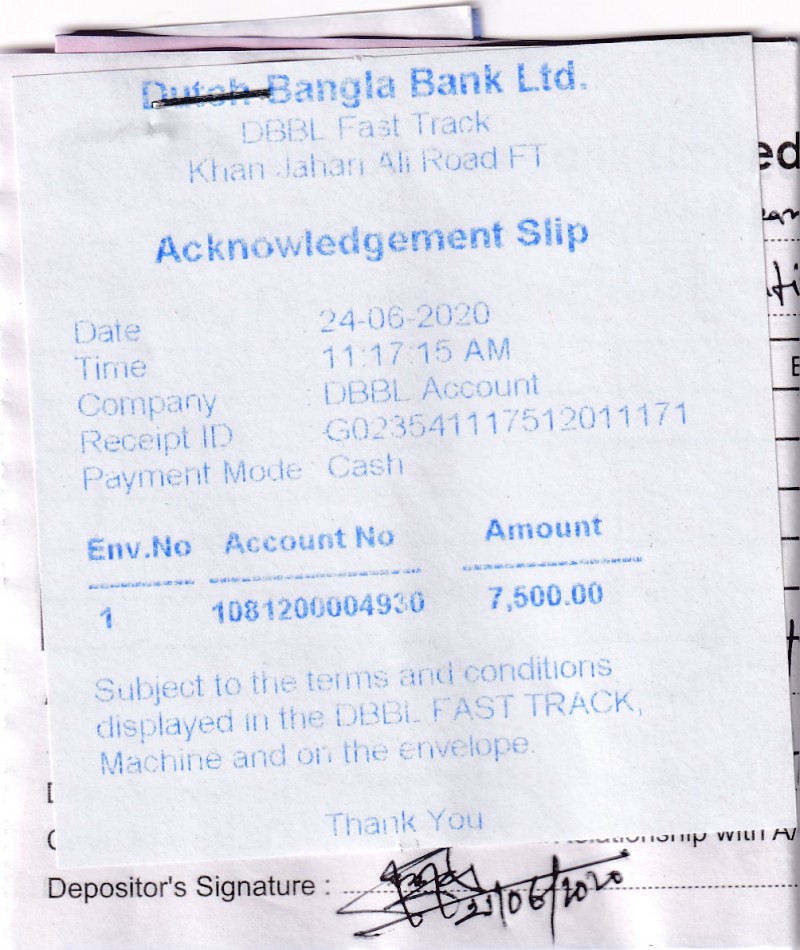 Dutch-Bangla Bank Ltd.
DBBL Fast Track
Khan Jahan Ali Road FT
ed
Acknowledgement Slip
Date : 24-06-2020
Time : 11:17:15 AM
Company : DBBL Account
Receipt ID : G023541117512011171
Payment Mode : Cash
Env.No Account No Amount
1 1081200004930 7,500.00
Subject to the terms and conditions
displayed in the DBBL FAST TRACK,
Machine and on the envelope.
Thank You
Relationship with A/
Depositor's Signature : 21/06/2020